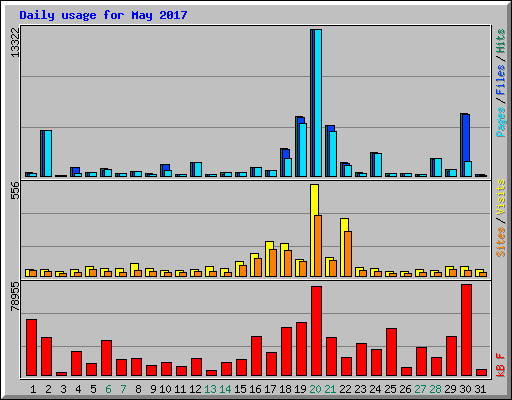 Daily usage for May 2017
13322
Pages / Files / Hits
556
Sites / Visits
78955
kB F
1 2 3 4 5 6 7 8 9 10 11 12 13 14 15 16 17 18 19 20 21 22 23 24 25 26 27 28 29 30 31